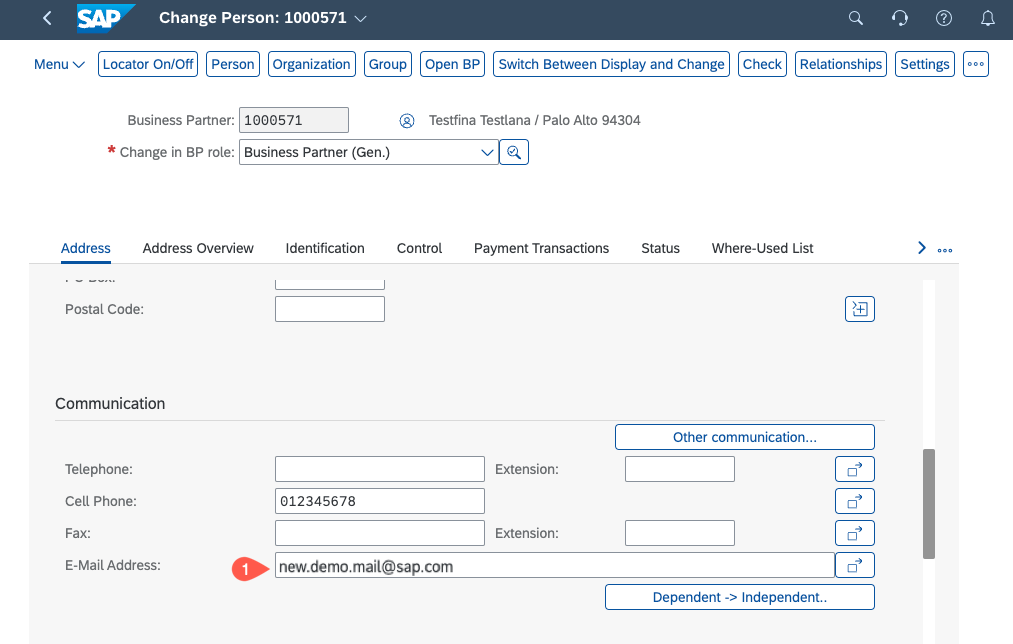 SAP Change Person: 1000571
Menu Locator On/Off Person Organization Group Open BP Switch Between Display and Change Check Relationships Settings
Business Partner: 1000571 Testfina Testlana / Palo Alto 94304
* Change in BP role: Business Partner (Gen.)
Address Address Overview Identification Control Payment Transactions Status Where-Used List
PO Box:
Postal Code:
Communication
Other communication...
Telephone: Extension:
Cell Phone: 012345678
Fax: Extension:
E-Mail Address: 1 new.demo.mail@sap.com
Dependent -> Independent..